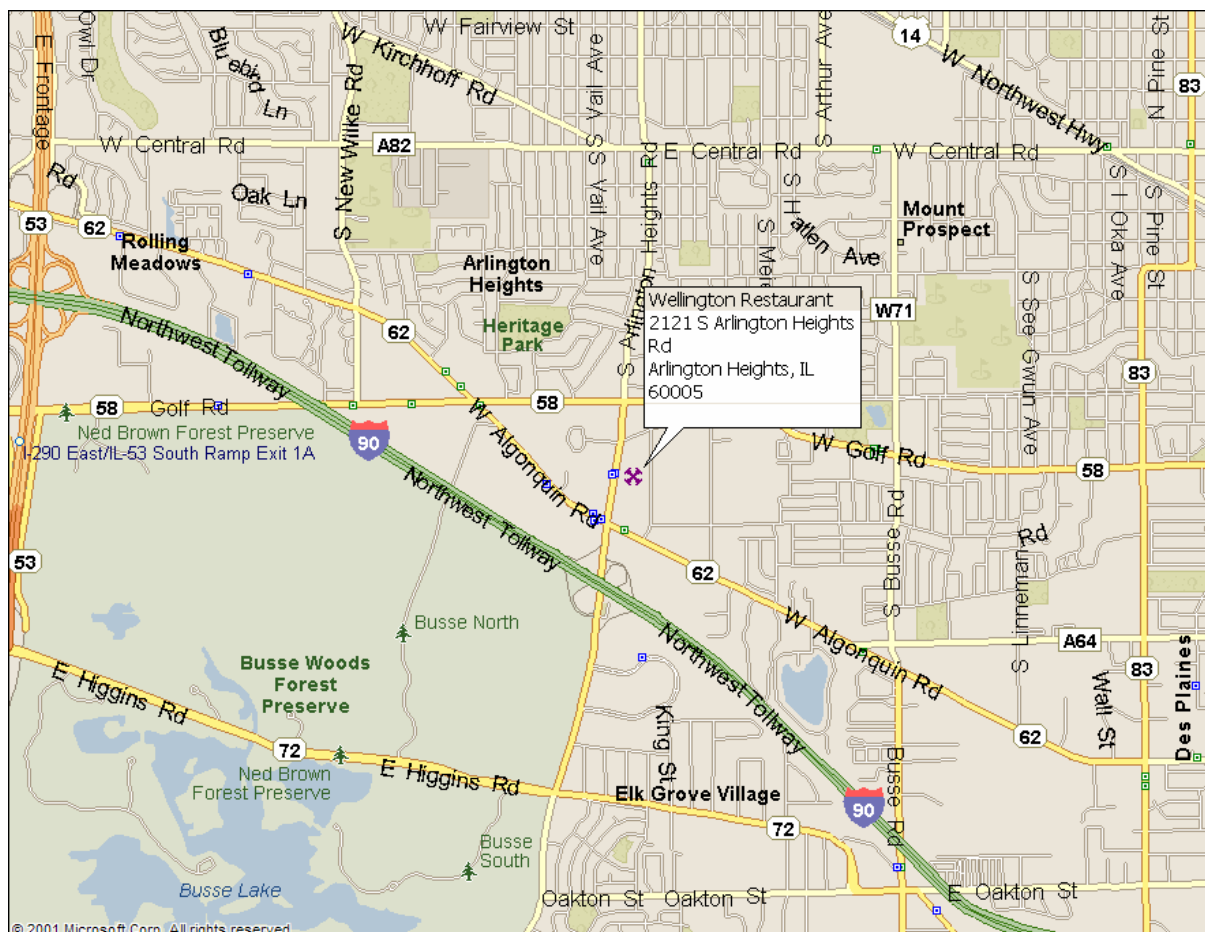 W Fairview St
14
Owl Dr
Bluebird Ln
W Kirchhoff Rd
S Vail Ave
S Arthur Ave
W Northwest Hwy
N Pine St
83
E Frontage
New Wilke Rd
W Central Rd
A82
E Central Rd
W Central Rd
Rd
Oak Ln
S New Wilke Rd
S Vail Ave
S Arlington Heights Rd
S Hatlen Ave
Mount
Prospect
S I Oka Ave
S Pine St
53
62
Rolling
Meadows
Arlington
Heights
Wellington Restaurant
2121 S Arlington Heights
Rd
Arlington Heights, IL
60005
W71
S See Gwun Ave
Northwest Tollway
62
Heritage
Park
83
58
Golf Rd
58
Ned Brown Forest Preserve
90
I-290 East/IL-53 South Ramp Exit 1A
W Algonquin Rd
W Golf Rd
58
Northwest Tollway
S Busse Rd
Rd
53
62
S Linneman
Busse North
W Algonquin Rd
A64
83
Northwest Tollway
Busse Woods
Forest
Preserve
E Higgins Rd
Wall St
Des Plaines
King St
62
72
E Higgins Rd
Ned Brown
Forest Preserve
Elk Grove Village
Busse Rd
90
72
Busse
South
Busse Lake
Oakton St
E Oakton St
© 2001 Microsoft Corp. All rights reserved